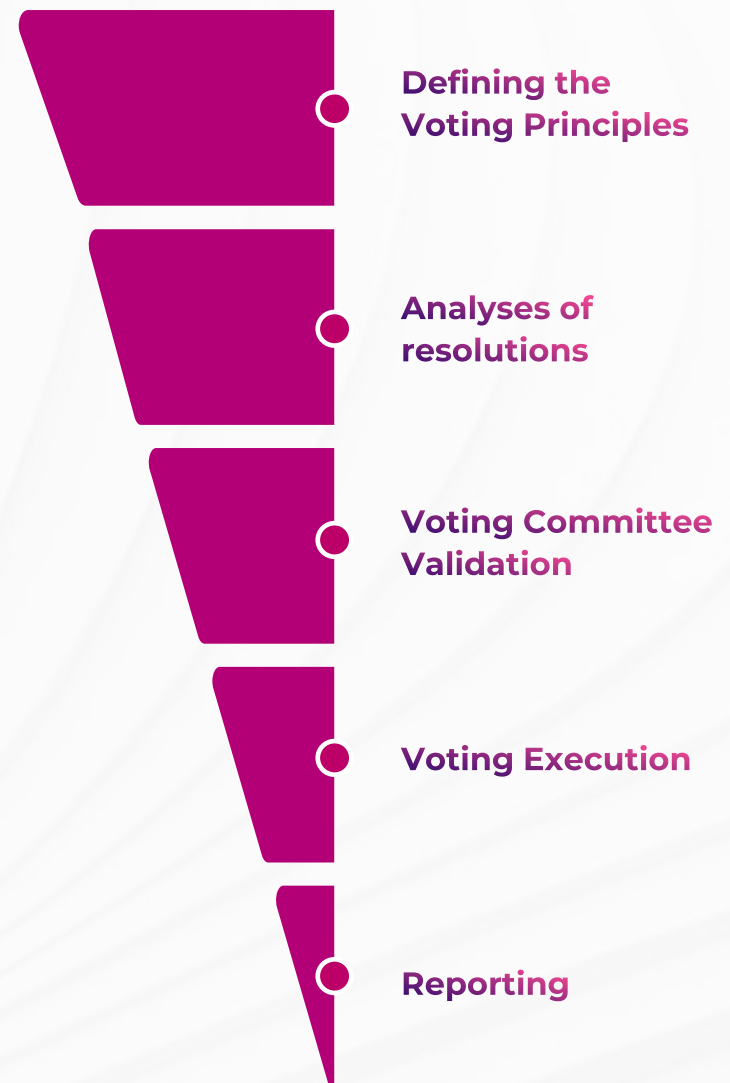 Defining the
Voting Principles
Analyses of
resolutions
Voting Committee
Validation
Voting Execution
Reporting